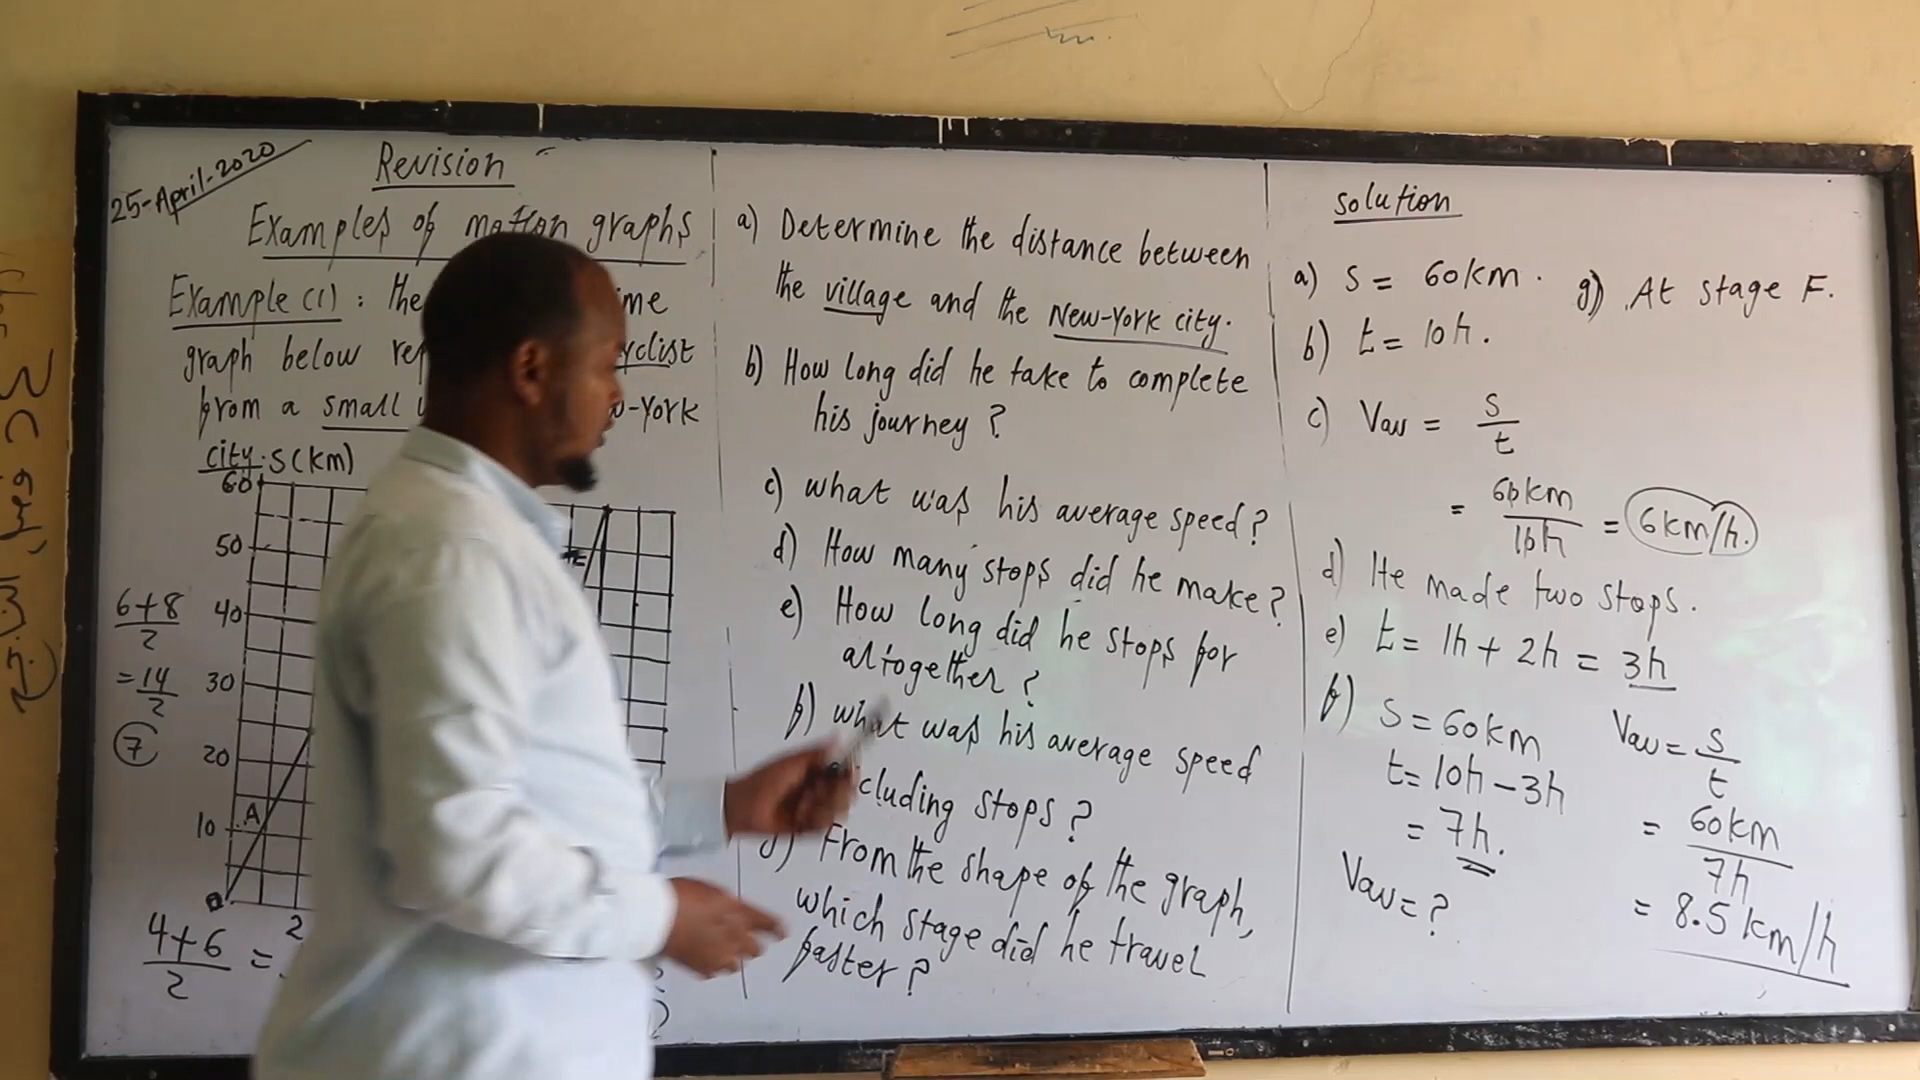 25-April-2020
Revision
Examples of motion graphs
Example (1) : the
graph below
cyclist
from a small
-York
city. S(km)
60
50
40
30
20
10
A
E
0
2
6+8
2
= 14
2
7
4+6
2
=
a) Determine the distance between
the village and the New-York city.
b) How long did he take to complete
his journey ?
c) what was his average speed?
d) How many stops did he make?
e) How long did he stops for
altogether ?
f) what was his average speed
cluding stops ?
From the shape of the graph,
which stage did he travel
faster ?
solution
a) S = 60km.
b) t = 10h.
c) Vav = S
t
= 60km
10h
= 6km/h.
d) He made two stops.
e) t = 1h + 2h = 3h
f) S = 60km
t = 10h - 3h
= 7h.
Vav = ?
Vav = S
t
= 60km
7h
= 8.5 km/h
g) At stage F.